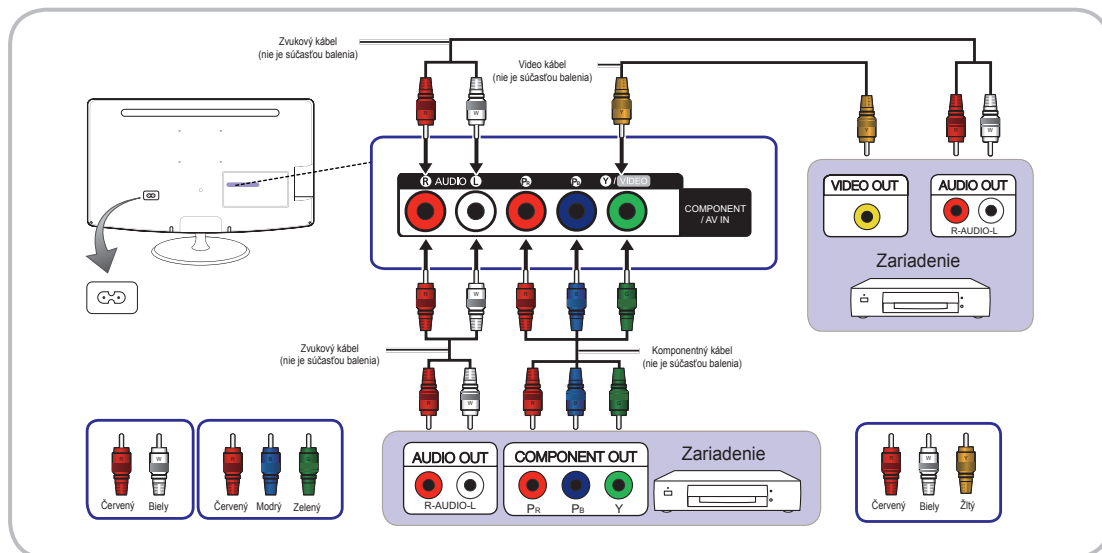 Zvukový kábel
(nie je súčasťou balenia)
Video kábel
(nie je súčasťou balenia)
R W Y
Y R W
R AUDIO L PR PB Y / VIDEO
COMPONENT
/ AV IN
VIDEO OUT
AUDIO OUT
R-AUDIO-L
Zariadenie
R W R B G
Zvukový kábel
(nie je súčasťou balenia)
Komponentný kábel
(nie je súčasťou balenia)
R W R B G
AUDIO OUT
R-AUDIO-L
COMPONENT OUT
PR PB Y
Zariadenie
R W
Červený Biely
R B G
Červený Modrý Zelený
R W Y
Červený Biely Žltý